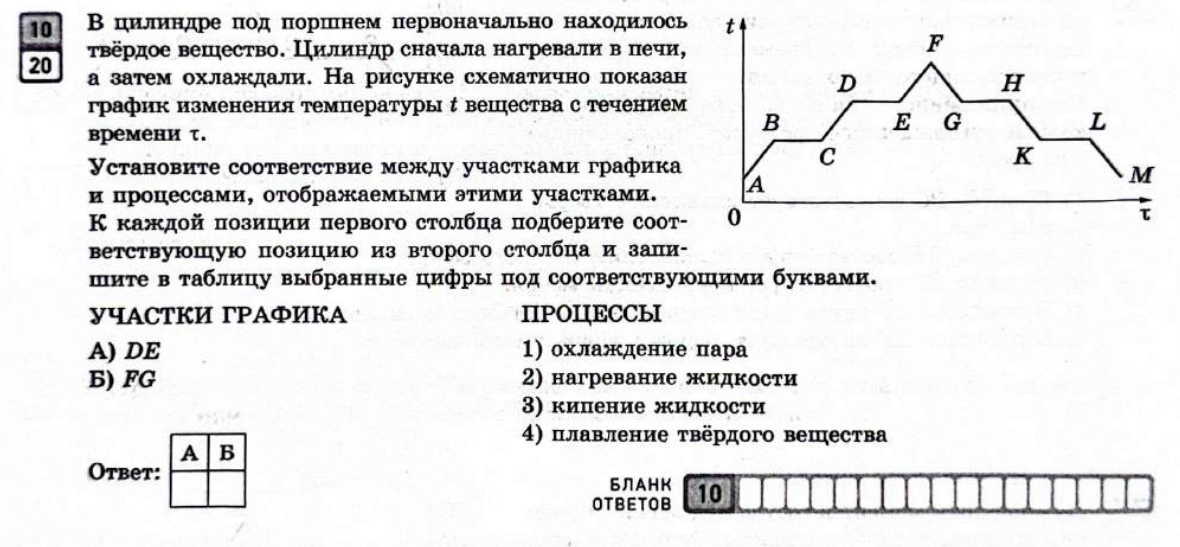 10
20
В цилиндре под поршнем первоначально находилось
твёрдое вещество. Цилиндр сначала нагревали в печи,
а затем охлаждали. На рисунке схематично показан
график изменения температуры t вещества с течением
времени τ.
Установите соответствие между участками графика
и процессами, отображаемыми этими участками.
К каждой позиции первого столбца подберите соот-
ветствующую позицию из второго столбца и запи-
шите в таблицу выбранные цифры под соответствующими буквами.
t
F
D H
B E G L
C K
A M
0 τ
УЧАСТКИ ГРАФИКА
А) DE
Б) FG
ПРОЦЕССЫ
1) охлаждение пара
2) нагревание жидкости
3) кипение жидкости
4) плавление твёрдого вещества
Ответ:
А Б
БЛАНК
ОТВЕТОВ
10